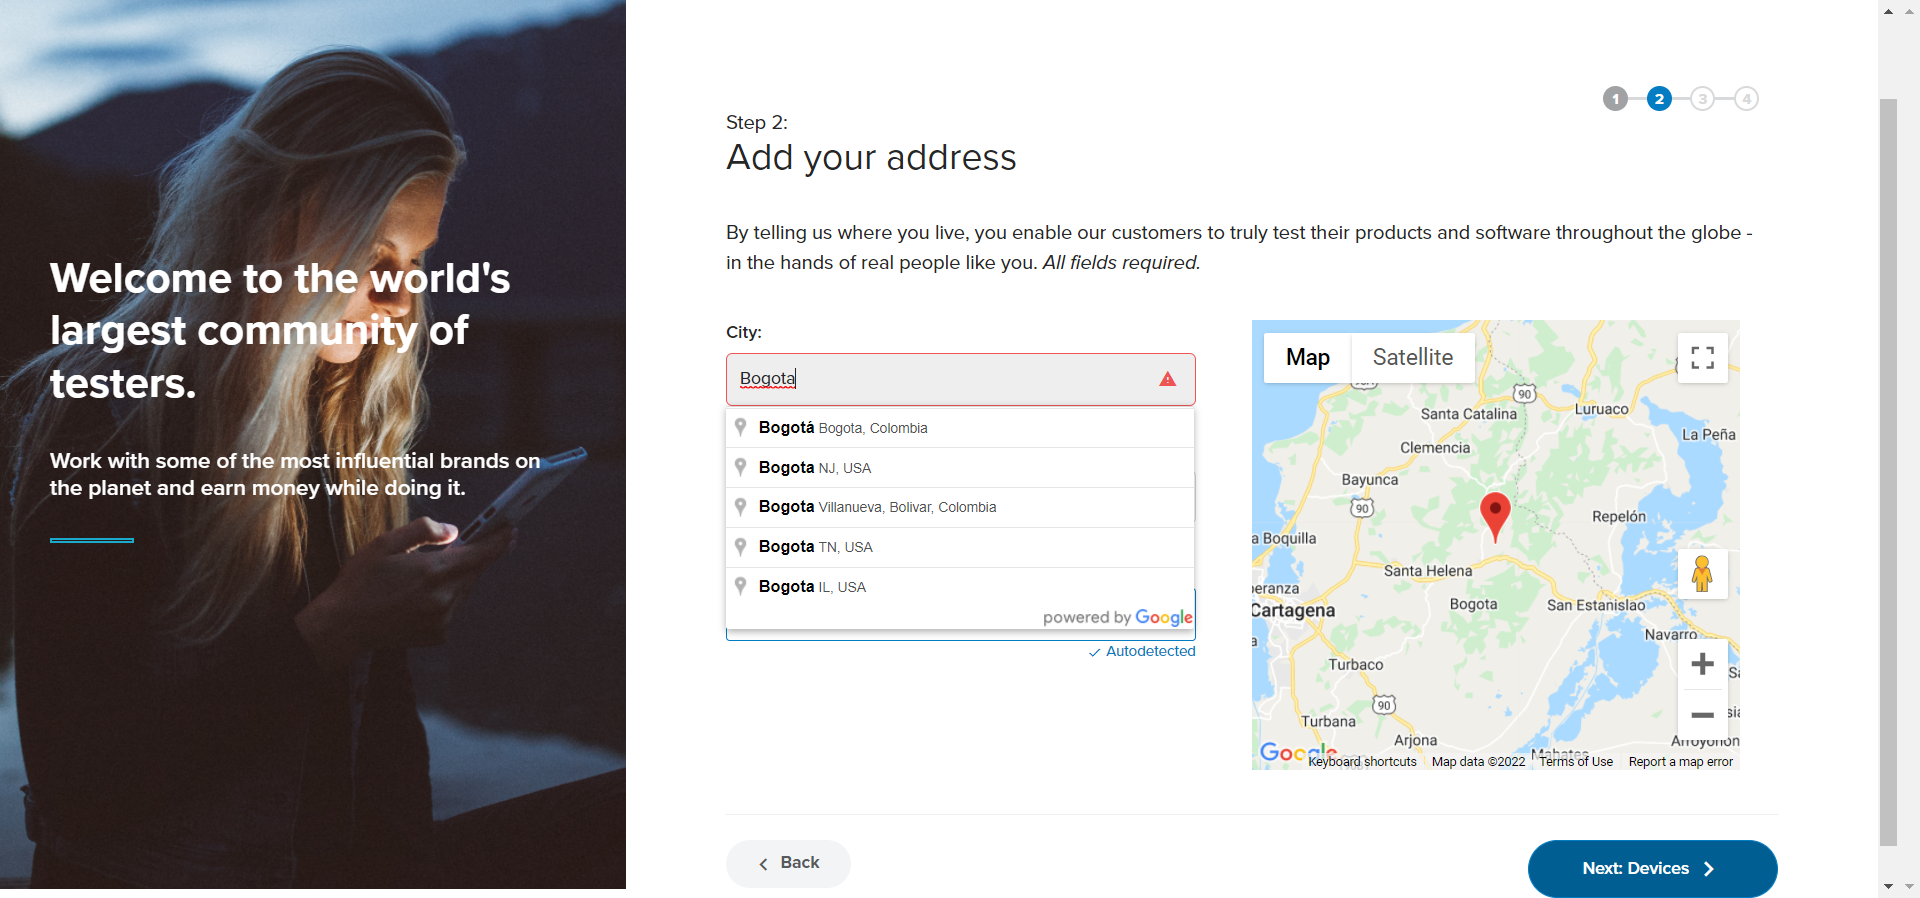 Welcome to the world's
largest community of
testers.
Work with some of the most influential brands on
the planet and earn money while doing it.
1
2
3
4
Step 2:
Add your address
By telling us where you live, you enable our customers to truly test their products and software throughout the globe -
in the hands of real people like you. All fields required.
City:
Bogota
Bogotá Bogota, Colombia
Bogota NJ, USA
Bogota Villanueva, Bolivar, Colombia
Bogota TN, USA
Bogota IL, USA
powered by Google
Autodetected
Map
Satellite
90
Santa Catalina
Luruaco
La Peña
Clemencia
Bayunca
90
Repelón
a Boquilla
Santa Helena
eranza
Bogota
San Estanislao
Cartagena
Navarro
a
Turbaco
90
Turbana
Arjona
Arroyohon
Mahates
Google
Keyboard shortcuts
Map data ©2022
Terms of Use
Report a map error
Back
Next: Devices